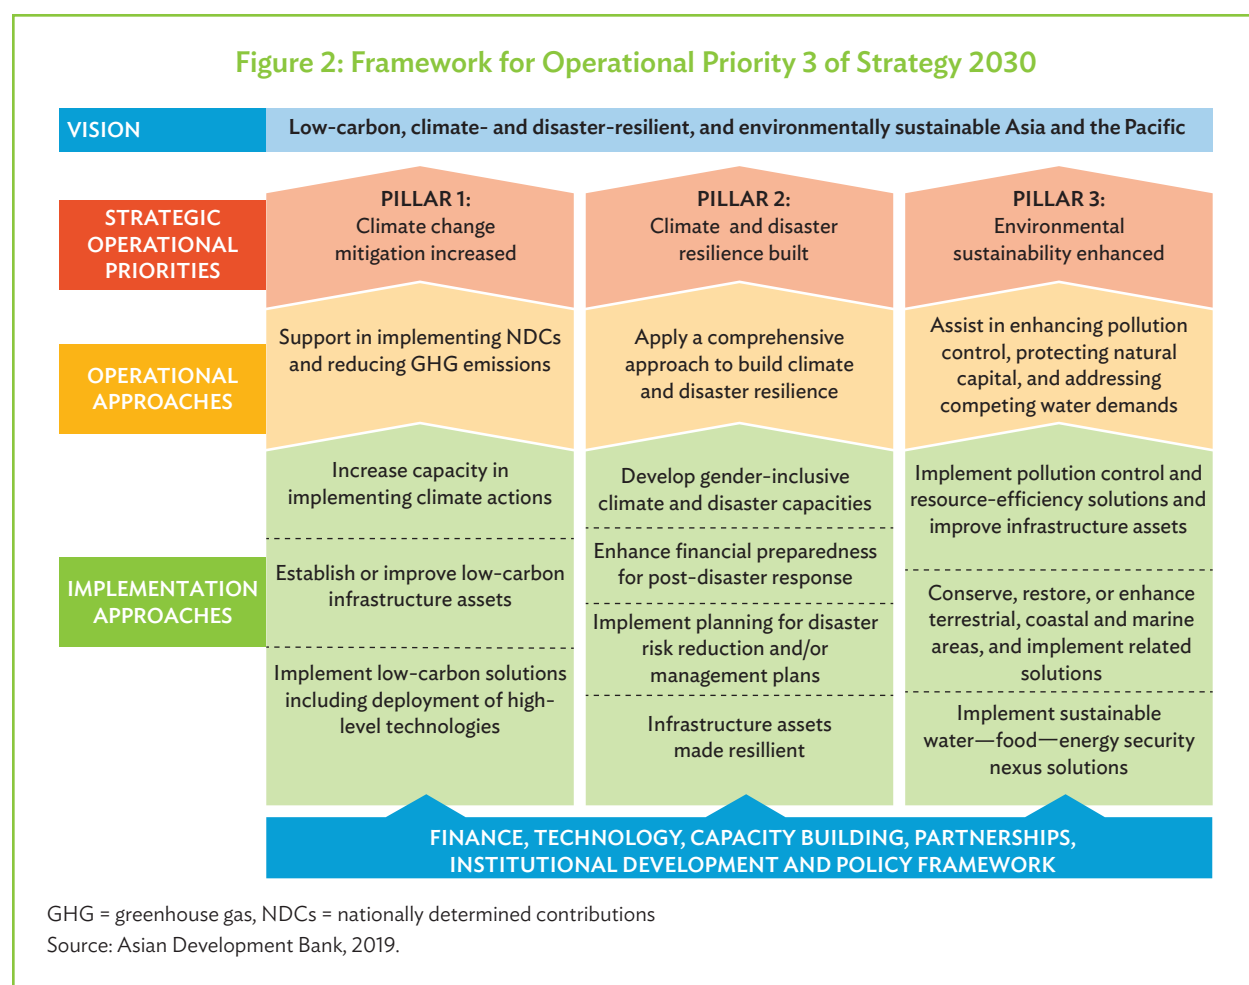 Figure 2: Framework for Operational Priority 3 of Strategy 2030
VISION
Low-carbon, climate- and disaster-resilient, and environmentally sustainable Asia and the Pacific
STRATEGIC
OPERATIONAL
PRIORITIES
PILLAR 1:
Climate change
mitigation increased
PILLAR 2:
Climate and disaster
resilience built
PILLAR 3:
Environmental
sustainability enhanced
OPERATIONAL
APPROACHES
Support in implementing NDCs
and reducing GHG emissions
Apply a comprehensive
approach to build climate
and disaster resilience
Assist in enhancing pollution
control, protecting natural
capital, and addressing
competing water demands
IMPLEMENTATION
APPROACHES
Increase capacity in
implementing climate actions
Establish or improve low-carbon
infrastructure assets
Implement low-carbon solutions
including deployment of high-
level technologies
Develop gender-inclusive
climate and disaster capacities
Enhance financial preparedness
for post-disaster response
Implement planning for disaster
risk reduction and/or
management plans
Infrastructure assets
made resillient
Implement pollution control and
resource-efficiency solutions and
improve infrastructure assets
Conserve, restore, or enhance
terrestrial, coastal and marine
areas, and implement related
solutions
Implement sustainable
water—food—energy security
nexus solutions
FINANCE, TECHNOLOGY, CAPACITY BUILDING, PARTNERSHIPS,
INSTITUTIONAL DEVELOPMENT AND POLICY FRAMEWORK
GHG = greenhouse gas, NDCs = nationally determined contributions
Source: Asian Development Bank, 2019.